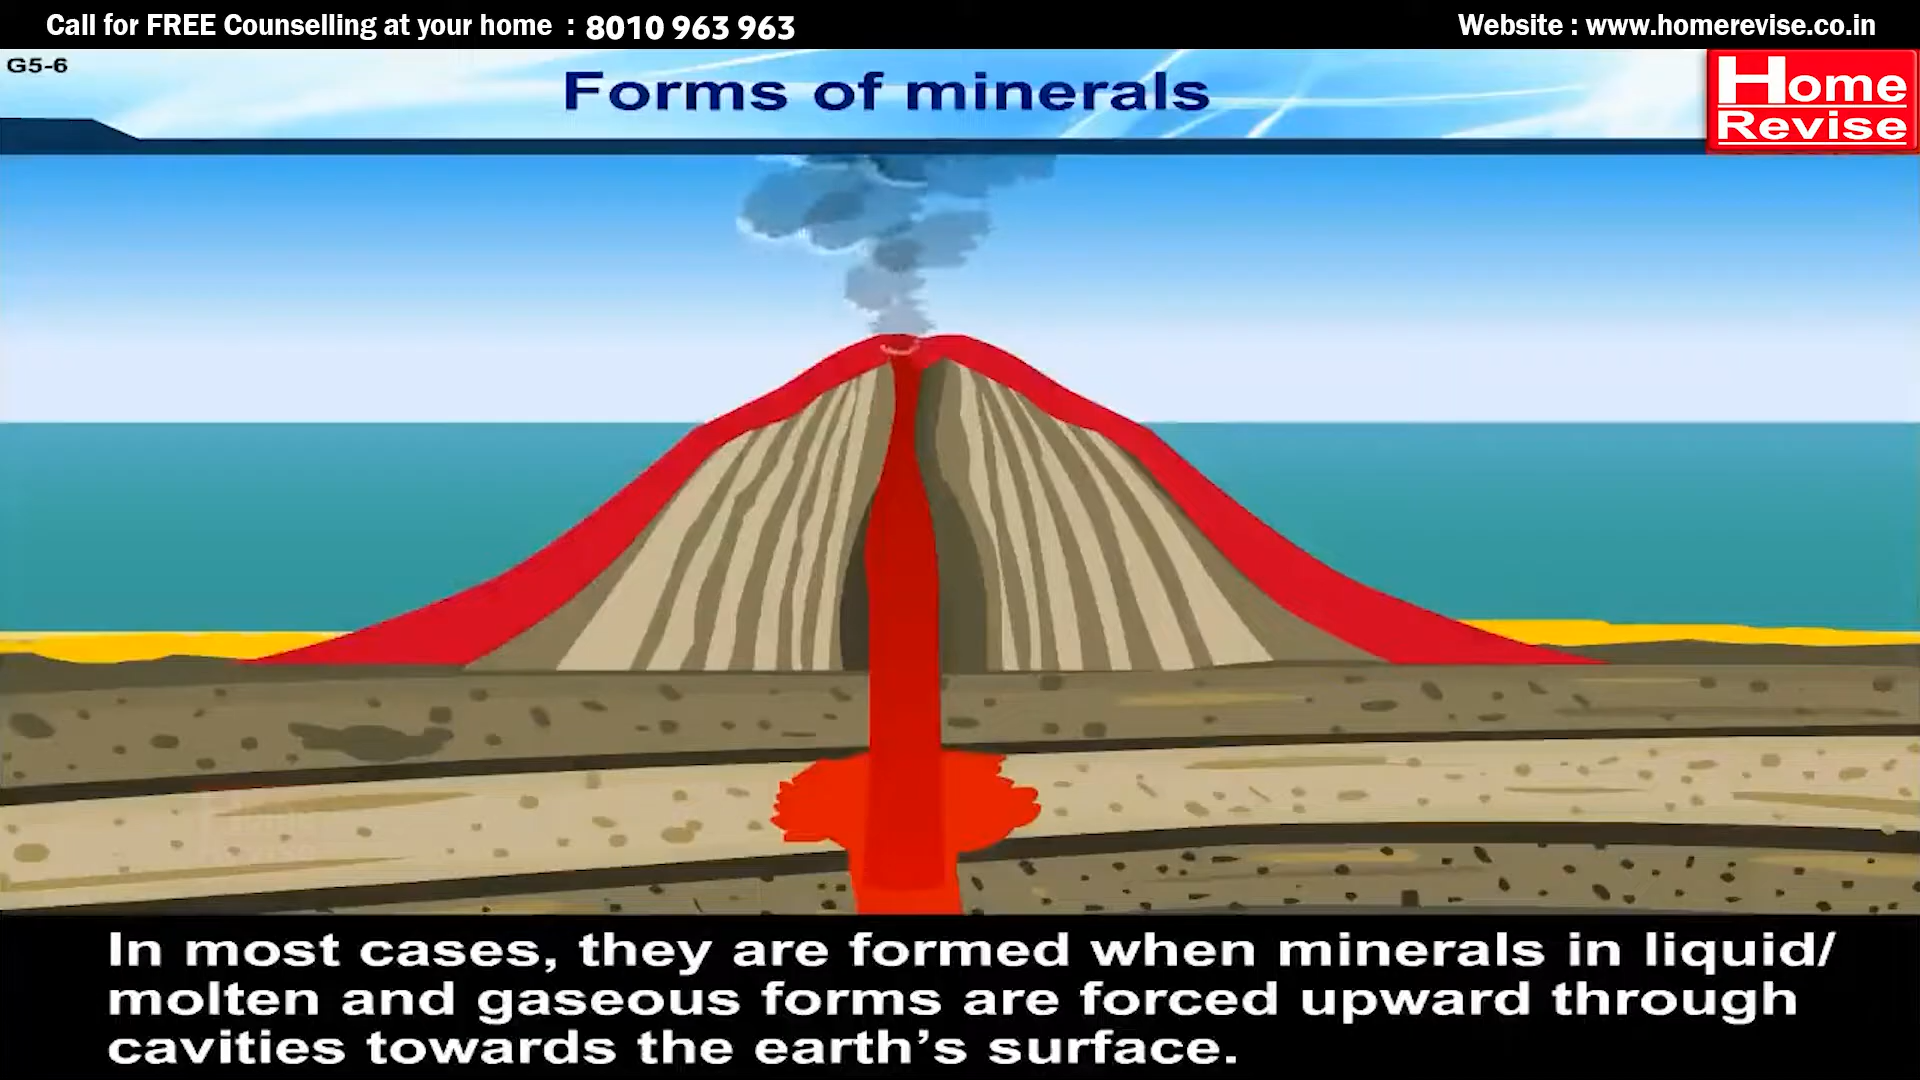 Call for FREE Counselling at your home : 8010 963 963
Website : www.homerevise.co.in
G5-6
Forms of minerals
Home
Revise
In most cases, they are formed when minerals in liquid/
molten and gaseous forms are forced upward through
cavities towards the earth's surface.